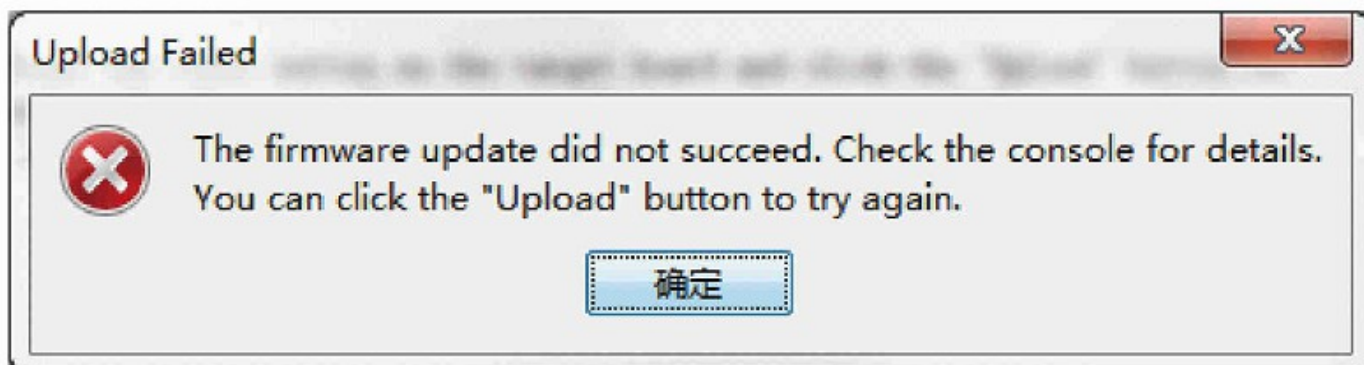 Upload Failed
The firmware update did not succeed. Check the console for details.
You can click the "Upload" button to try again.
确定